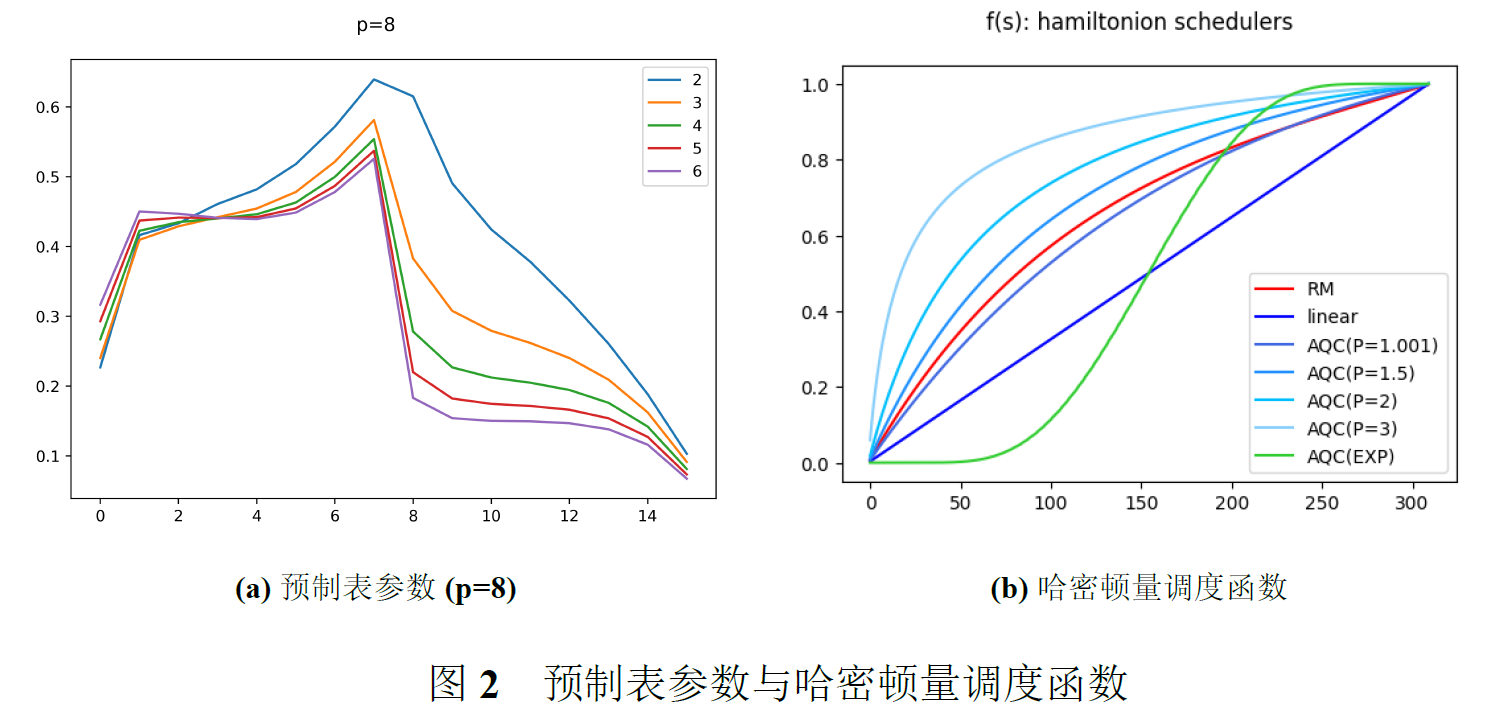 p=8
0.6
0.5
0.4
0.3
0.2
0.1
0 2 4 6 8 10 12 14
2
3
4
5
6
(a) 预制表参数 (p=8)
f(s): hamiltonion schedulers
1.0
0.8
0.6
0.4
0.2
0.0
0 50 100 150 200 250 300
RM
linear
AQC(P=1.001)
AQC(P=1.5)
AQC(P=2)
AQC(P=3)
AQC(EXP)
(b) 哈密顿量调度函数
图 2 预制表参数与哈密顿量调度函数